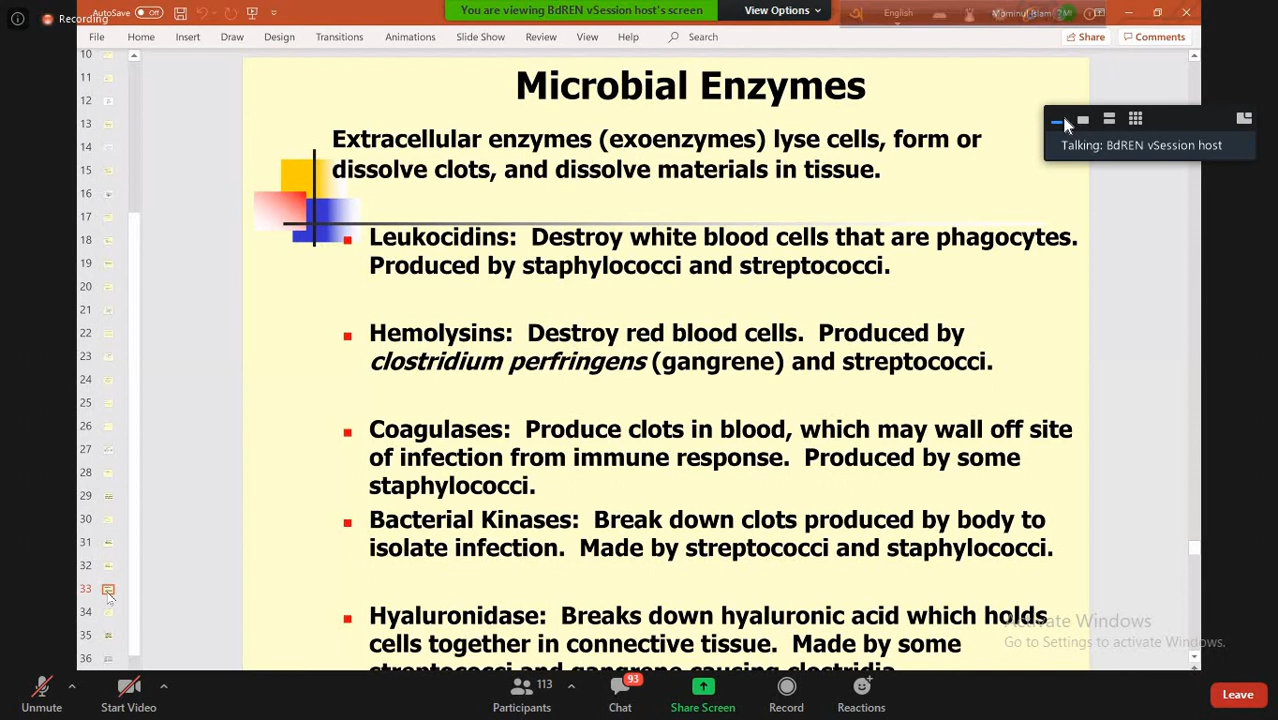 AutoSave Off
Recording
You are viewing BdREN vSession host's screen
View Options
English
Mominul Islam
File Home Insert Draw Design Transitions Animations Slide Show Review View Help Search
Share Comments
10
11
12
13
14
15
16
17
18
19
20
21
22
23
24
25
26
27
28
29
30
31
32
33
34
35
36
Microbial Enzymes
Extracellular enzymes (exoenzymes) lyse cells, form or
dissolve clots, and dissolve materials in tissue.
Leukocidins: Destroy white blood cells that are phagocytes.
Produced by staphylococci and streptococci.
Hemolysins: Destroy red blood cells. Produced by
clostridium perfringens (gangrene) and streptococci.
Coagulases: Produce clots in blood, which may wall off site
of infection from immune response. Produced by some
staphylococci.
Bacterial Kinases: Break down clots produced by body to
isolate infection. Made by streptococci and staphylococci.
Hyaluronidase: Breaks down hyaluronic acid which holds
cells together in connective tissue. Made by some
streptococci and gangrene causing clostridia
Talking: BdREN vSession host
Activate Windows
Go to Settings to activate Windows.
Unmute
Start Video
113
Participants
93
Chat
Share Screen
Record
Reactions
Leave